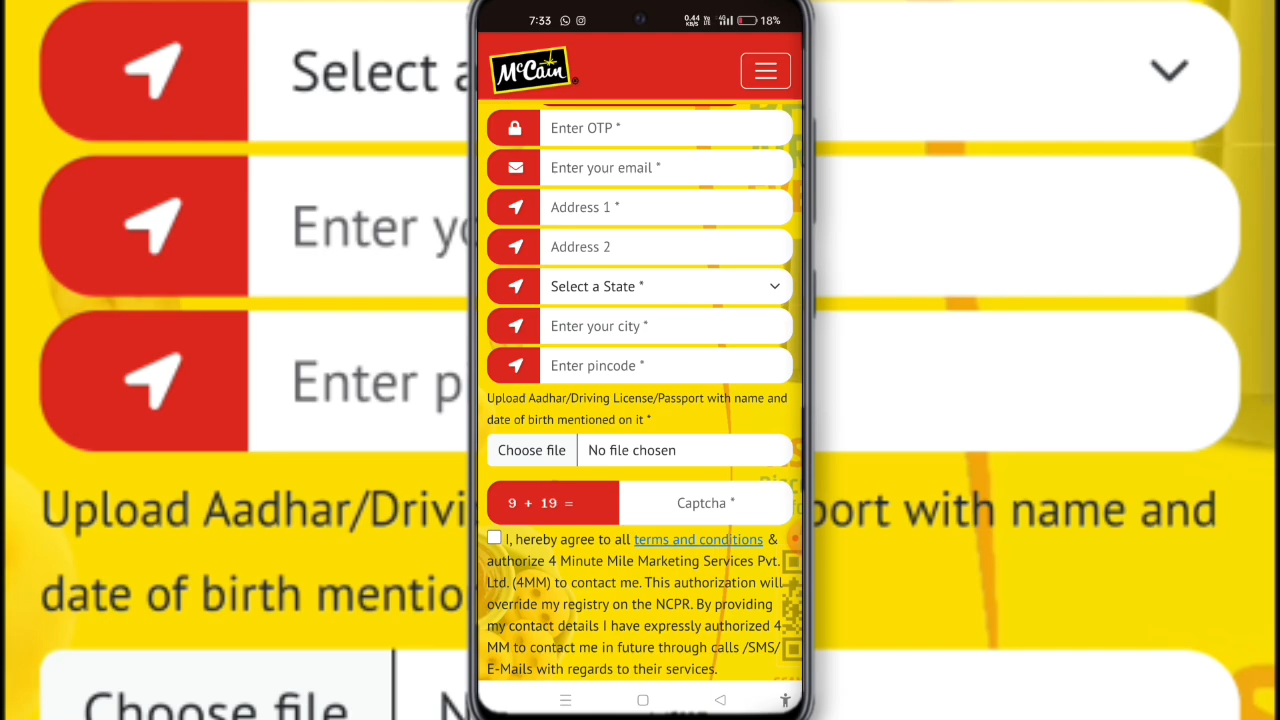 7:33
0.44
KB/S
4G
18%
McCain
Enter OTP *
Enter your email *
Address 1 *
Address 2
Select a State *
Enter your city *
Enter pincode *
Upload Aadhar/Driving License/Passport with name and
date of birth mentioned on it *
Choose file
No file chosen
9 + 19 =
Captcha *
I, hereby agree to all terms and conditions &
authorize 4 Minute Mile Marketing Services Pvt.
Ltd. (4MM) to contact me. This authorization will
override my registry on the NCPR. By providing
my contact details I have expressly authorized 4
MM to contact me in future through calls /SMS/
E-Mails with regards to their services.
Select a
Enter yo
Enter p
Upload Aadhar/Drivi
port with name and
date of birth mentio
Choose file